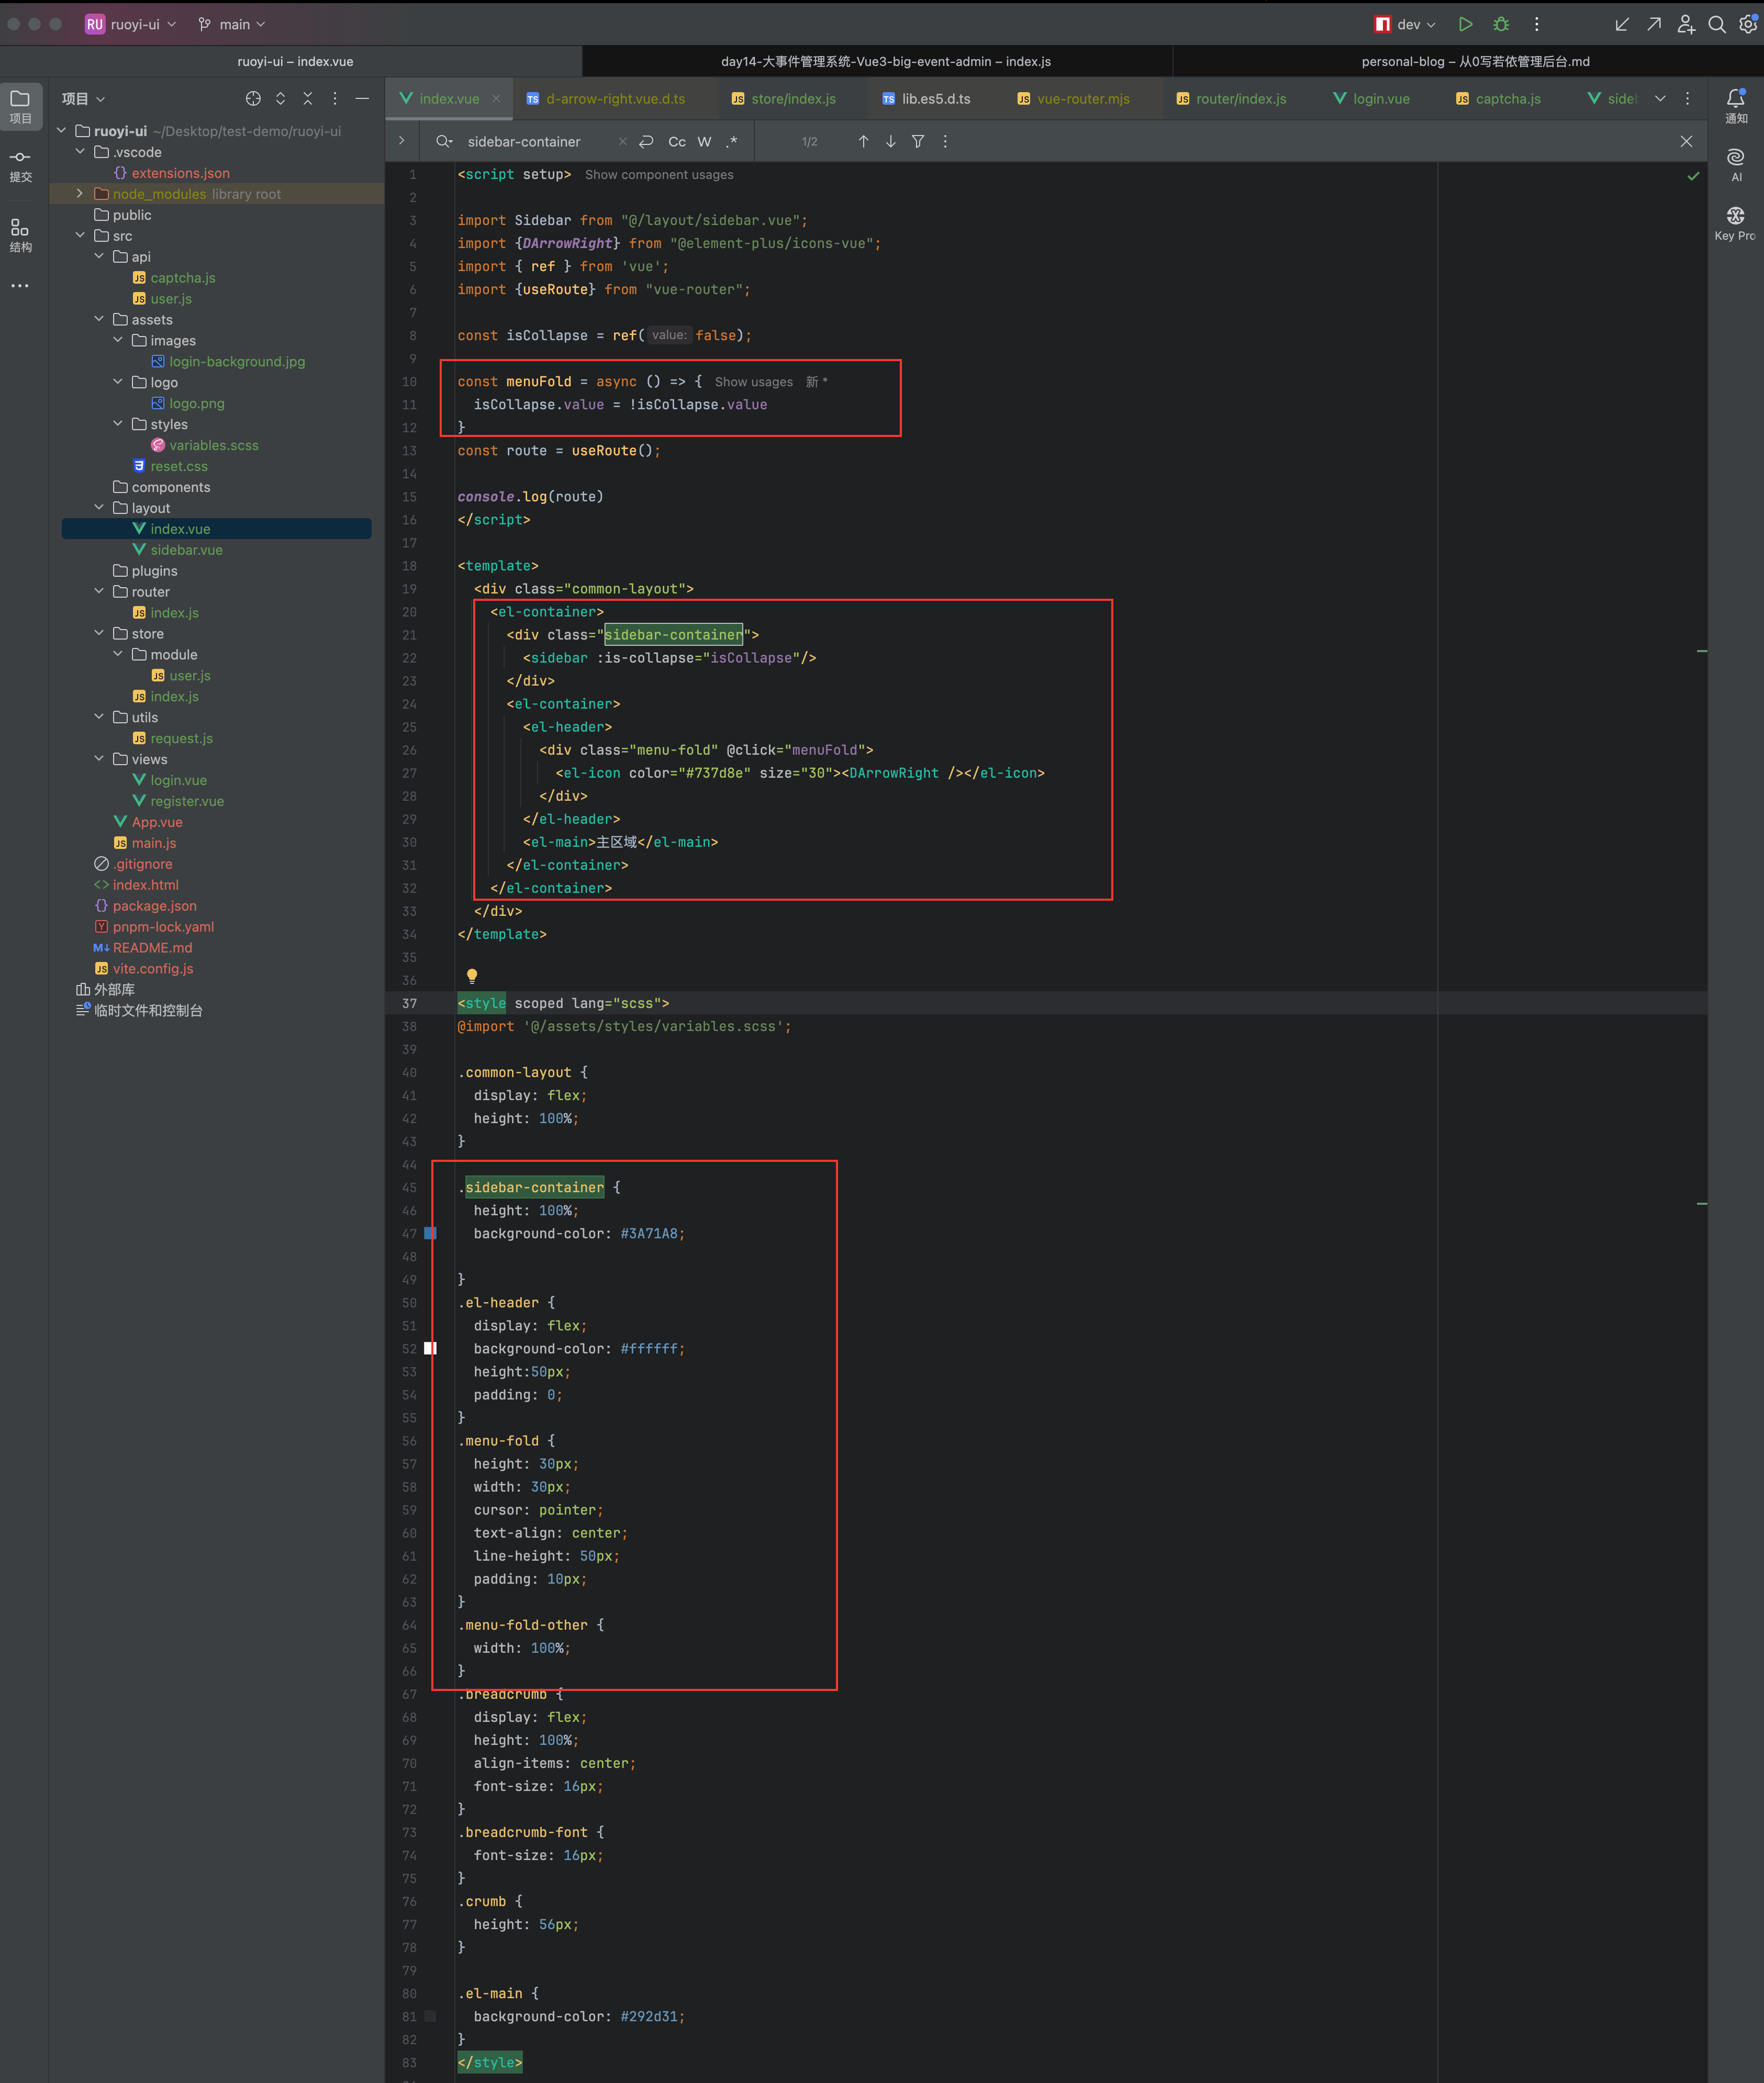 RU ruoyi-ui main dev
ruoyi-ui – index.vue day14-大事件管理系统-Vue3-big-event-admin – index.js personal-blog – 从0写若依管理后台.md
项目
提交
结构
项目
ruoyi-ui ~/Desktop/test-demo/ruoyi-ui
.vscode
extensions.json
node_modules library root
public
src
api
captcha.js
user.js
assets
images
login-background.jpg
logo
logo.png
styles
variables.scss
reset.css
components
layout
index.vue
sidebar.vue
plugins
router
index.js
store
module
user.js
index.js
utils
request.js
views
login.vue
register.vue
App.vue
main.js
.gitignore
index.html
package.json
pnpm-lock.yaml
README.md
vite.config.js
外部库
临时文件和控制台
index.vue d-arrow-right.vue.d.ts store/index.js lib.es5.d.ts vue-router.mjs router/index.js login.vue captcha.js sidel
sidebar-container Cc W .* 1/2
1 <script setup> Show component usages
2
3 import Sidebar from "@/layout/sidebar.vue";
4 import {DArrowRight} from "@element-plus/icons-vue";
5 import { ref } from 'vue';
6 import {useRoute} from "vue-router";
7
8 const isCollapse = ref( value: false);
9
10 const menuFold = async () => { Show usages 新 *
11 isCollapse.value = !isCollapse.value
12 }
13 const route = useRoute();
14
15 console.log(route)
16 </script>
17
18 <template>
19 <div class="common-layout">
20 <el-container>
21 <div class="sidebar-container">
22 <sidebar :is-collapse="isCollapse"/>
23 </div>
24 <el-container>
25 <el-header>
26 <div class="menu-fold" @click="menuFold">
27 <el-icon color="#737d8e" size="30"><DArrowRight /></el-icon>
28 </div>
29 </el-header>
30 <el-main>主区域</el-main>
31 </el-container>
32 </el-container>
33 </div>
34 </template>
35
36
37 <style scoped lang="scss">
38 @import '@/assets/styles/variables.scss';
39
40 .common-layout {
41 display: flex;
42 height: 100%;
43 }
44
45 .sidebar-container {
46 height: 100%;
47 background-color: #3A71A8;
48
49 }
50 .el-header {
51 display: flex;
52 background-color: #ffffff;
53 height:50px;
54 padding: 0;
55 }
56 .menu-fold {
57 height: 30px;
58 width: 30px;
59 cursor: pointer;
60 text-align: center;
61 line-height: 50px;
62 padding: 10px;
63 }
64 .menu-fold-other {
65 width: 100%;
66 }
67 .breadcrumb {
68 display: flex;
69 height: 100%;
70 align-items: center;
71 font-size: 16px;
72 }
73 .breadcrumb-font {
74 font-size: 16px;
75 }
76 .crumb {
77 height: 56px;
78 }
79
80 .el-main {
81 background-color: #292d31;
82 }
83 </style>
通知
AI
Key Pro